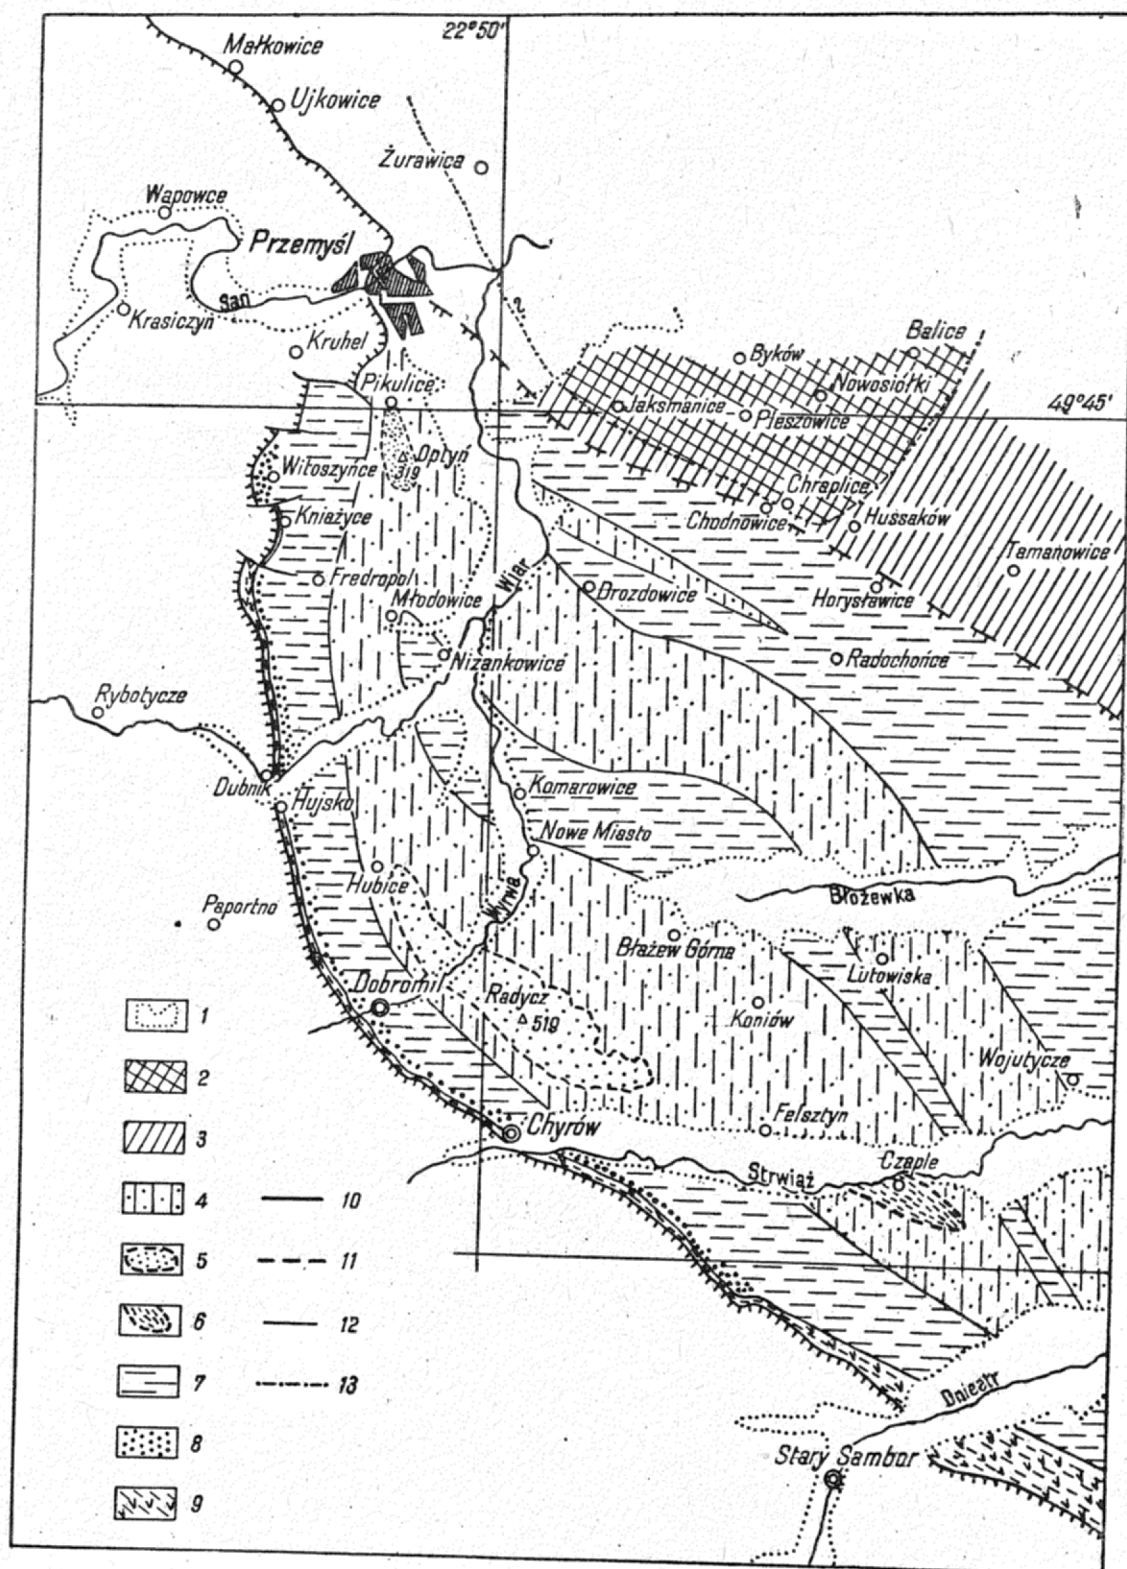 22°50'
Małkowice
Ujkowice
Żurawica
Wapowce
Przemyśl
San
Krasiczyn
Kruhel
2
Balice
Byków
Nowosiółki
Pikulice
Jaksmanice
Pleszowice
49°45'
Optyń
319
Witoszyńce
Chraplice
Chodnowice
Hussaków
Kniażyce
Tamanowice
Fredropol
Wiar
Drozdowice
Horysławice
Młodowice
Niżankowice
Radochońce
Rybotycze
Dubnik
Hujsko
Komarowice
Nowe Miasto
Hubice
Wyrwa
Błożewka
Paportno
Błażew Górna
Lutowiska
Dobromil
Radycz
519
Koniów
Wojutycze
Felsztyn
Chyrów
Strwiąż
Czaple
Dniestr
Stary Sambor
1
2
3
4 10
5 11
6 12
7 13
8
9